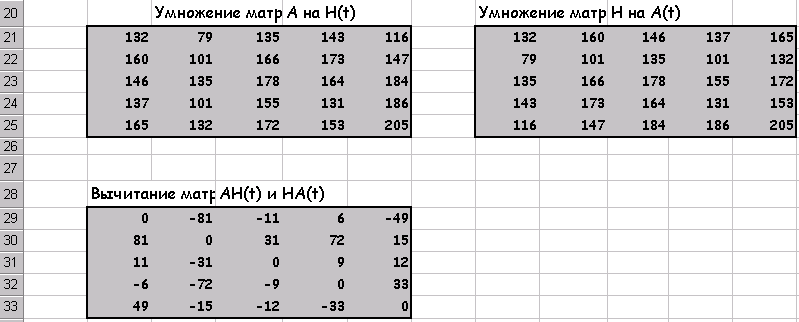 20 Умножение матр А на H(t) Умножение матр Н на A(t)
21 132 79 135 143 116 132 160 146 137 165
22 160 101 166 173 147 79 101 135 101 132
23 146 135 178 164 184 135 166 178 155 172
24 137 101 155 131 186 143 173 164 131 153
25 165 132 172 153 205 116 147 184 186 205
26
27
28 Вычитание матр AH(t) и HA(t)
29 0 -81 -11 6 -49
30 81 0 31 72 15
31 11 -31 0 9 12
32 -6 -72 -9 0 33
33 49 -15 -12 -33 0